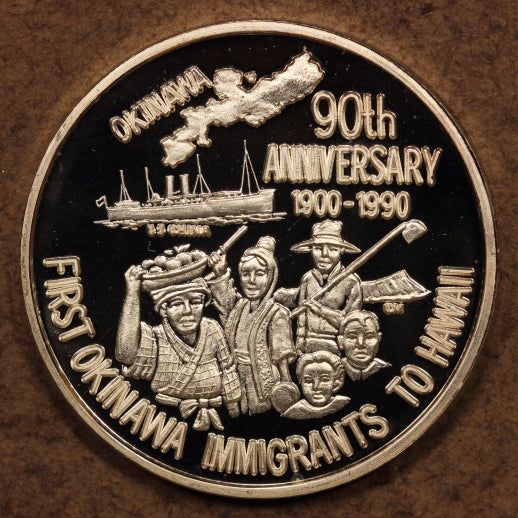 OKINAWA
90th
ANNIVERSARY
1900-1990
FIRST OKINAWA IMMIGRANTS TO HAWAII